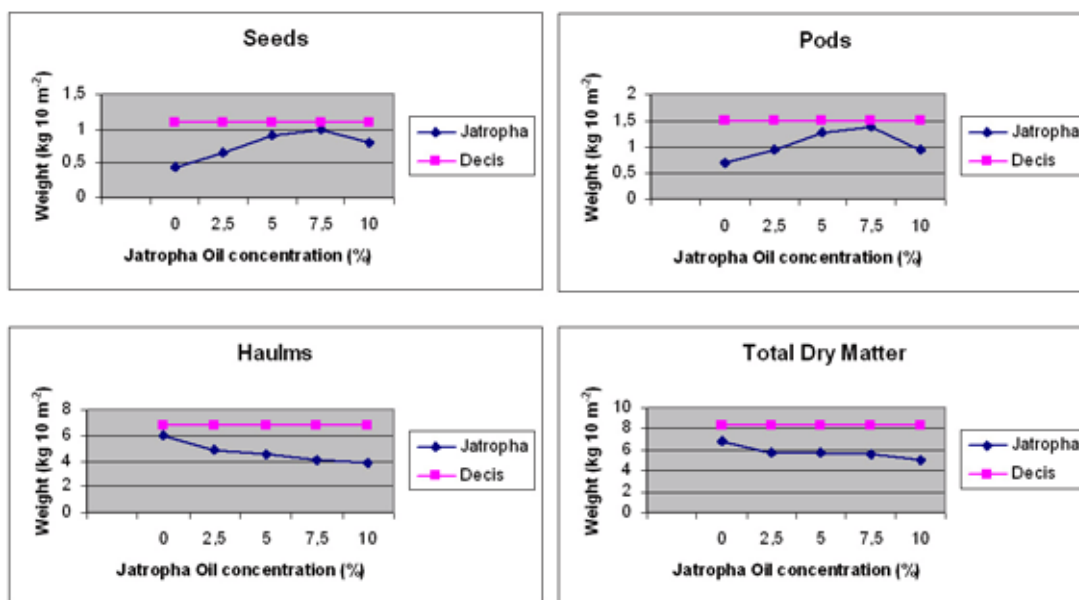 Seeds
Weight (kg 10 m⁻²)
1,5
1
0,5
0
0 2,5 5 7,5 10
Jatropha Oil concentration (%)
Jatropha
Decis
Pods
Weight (kg 10 m⁻²)
2
1,5
1
0,5
0
0 2,5 5 7,5 10
Jatropha Oil concentration (%)
Jatropha
Decis
Haulms
Weight (kg 10 m⁻²)
8
6
4
2
0
0 2,5 5 7,5 10
Jatropha Oil concentration (%)
Jatropha
Decis
Total Dry Matter
Weight (kg 10 m⁻²)
10
8
6
4
2
0
0 2,5 5 7,5 10
Jatropha Oil concentration (%)
Jatropha
Decis